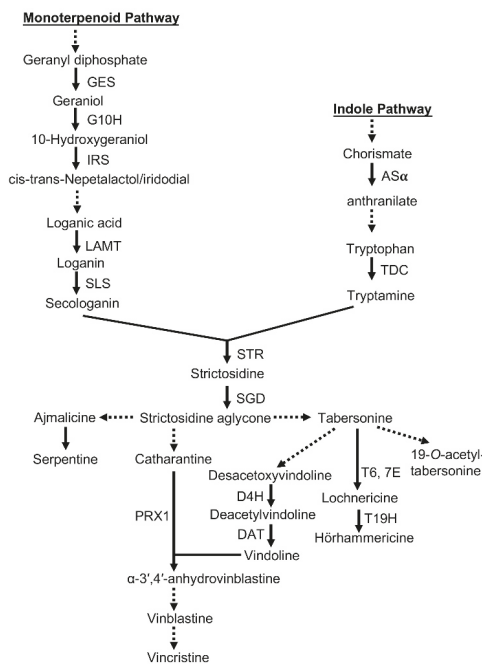 Monoterpenoid Pathway
Geranyl diphosphate
GES
Geraniol
G10H
10-Hydroxygeraniol
IRS
cis-trans-Nepetalactol/iridodial
Loganic acid
LAMT
Loganin
SLS
Secologanin
Indole Pathway
Chorismate
ASα
anthranilate
Tryptophan
TDC
Tryptamine
STR
Strictosidine
SGD
Ajmalicine
Strictosidine aglycone
Tabersonine
Serpentine
Catharantine
19-O-acetyl-
tabersonine
Desacetoxyvindoline
T6, 7E
D4H
Lochnericine
Deacetylvindoline
PRX1
T19H
DAT
Hörhammericine
Vindoline
α-3′,4′-anhydrovinblastine
Vinblastine
Vincristine